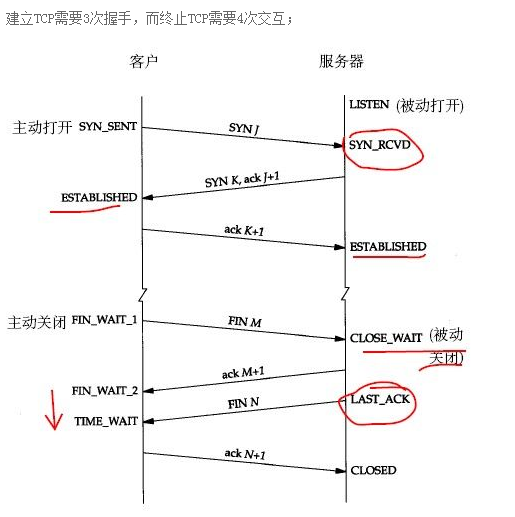 建立TCP需要3次握手，而终止TCP需要4次交互；
客户 服务器
LISTEN (被动打开)
主动打开 SYN_SENT
SYN J
SYN_RCVD
SYN K, ack J+1
ESTABLISHED
ack K+1
ESTABLISHED
主动关闭 FIN_WAIT_1
FIN M
CLOSE_WAIT (被动
关闭)
ack M+1
FIN_WAIT_2
FIN N
LAST_ACK
TIME_WAIT
ack N+1
CLOSED